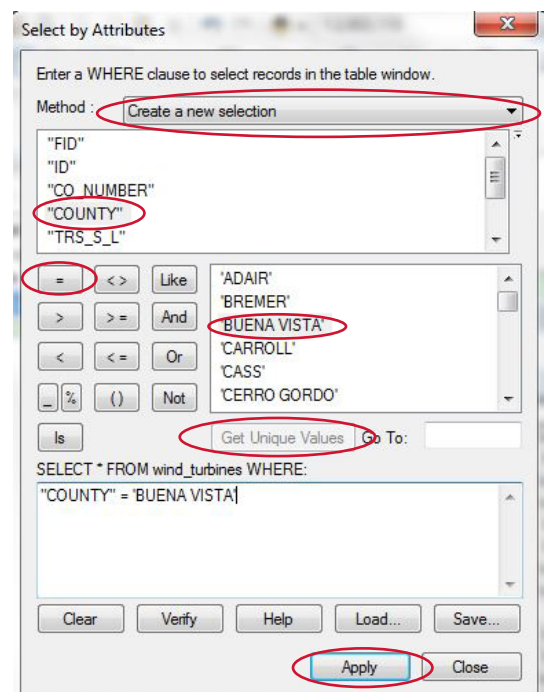 Select by Attributes
Enter a WHERE clause to select records in the table window.
Method : Create a new selection
"FID"
"ID"
"CO_NUMBER"
"COUNTY"
"TRS_S_L"
= <> Like
> >= And
< <= Or
_ % () Not
Is
'ADAIR'
'BREMER'
'BUENA VISTA'
'CARROLL'
'CASS'
'CERRO GORDO'
Get Unique Values Go To:
SELECT * FROM wind_turbines WHERE:
"COUNTY" = 'BUENA VISTA'
Clear Verify Help Load... Save...
Apply Close